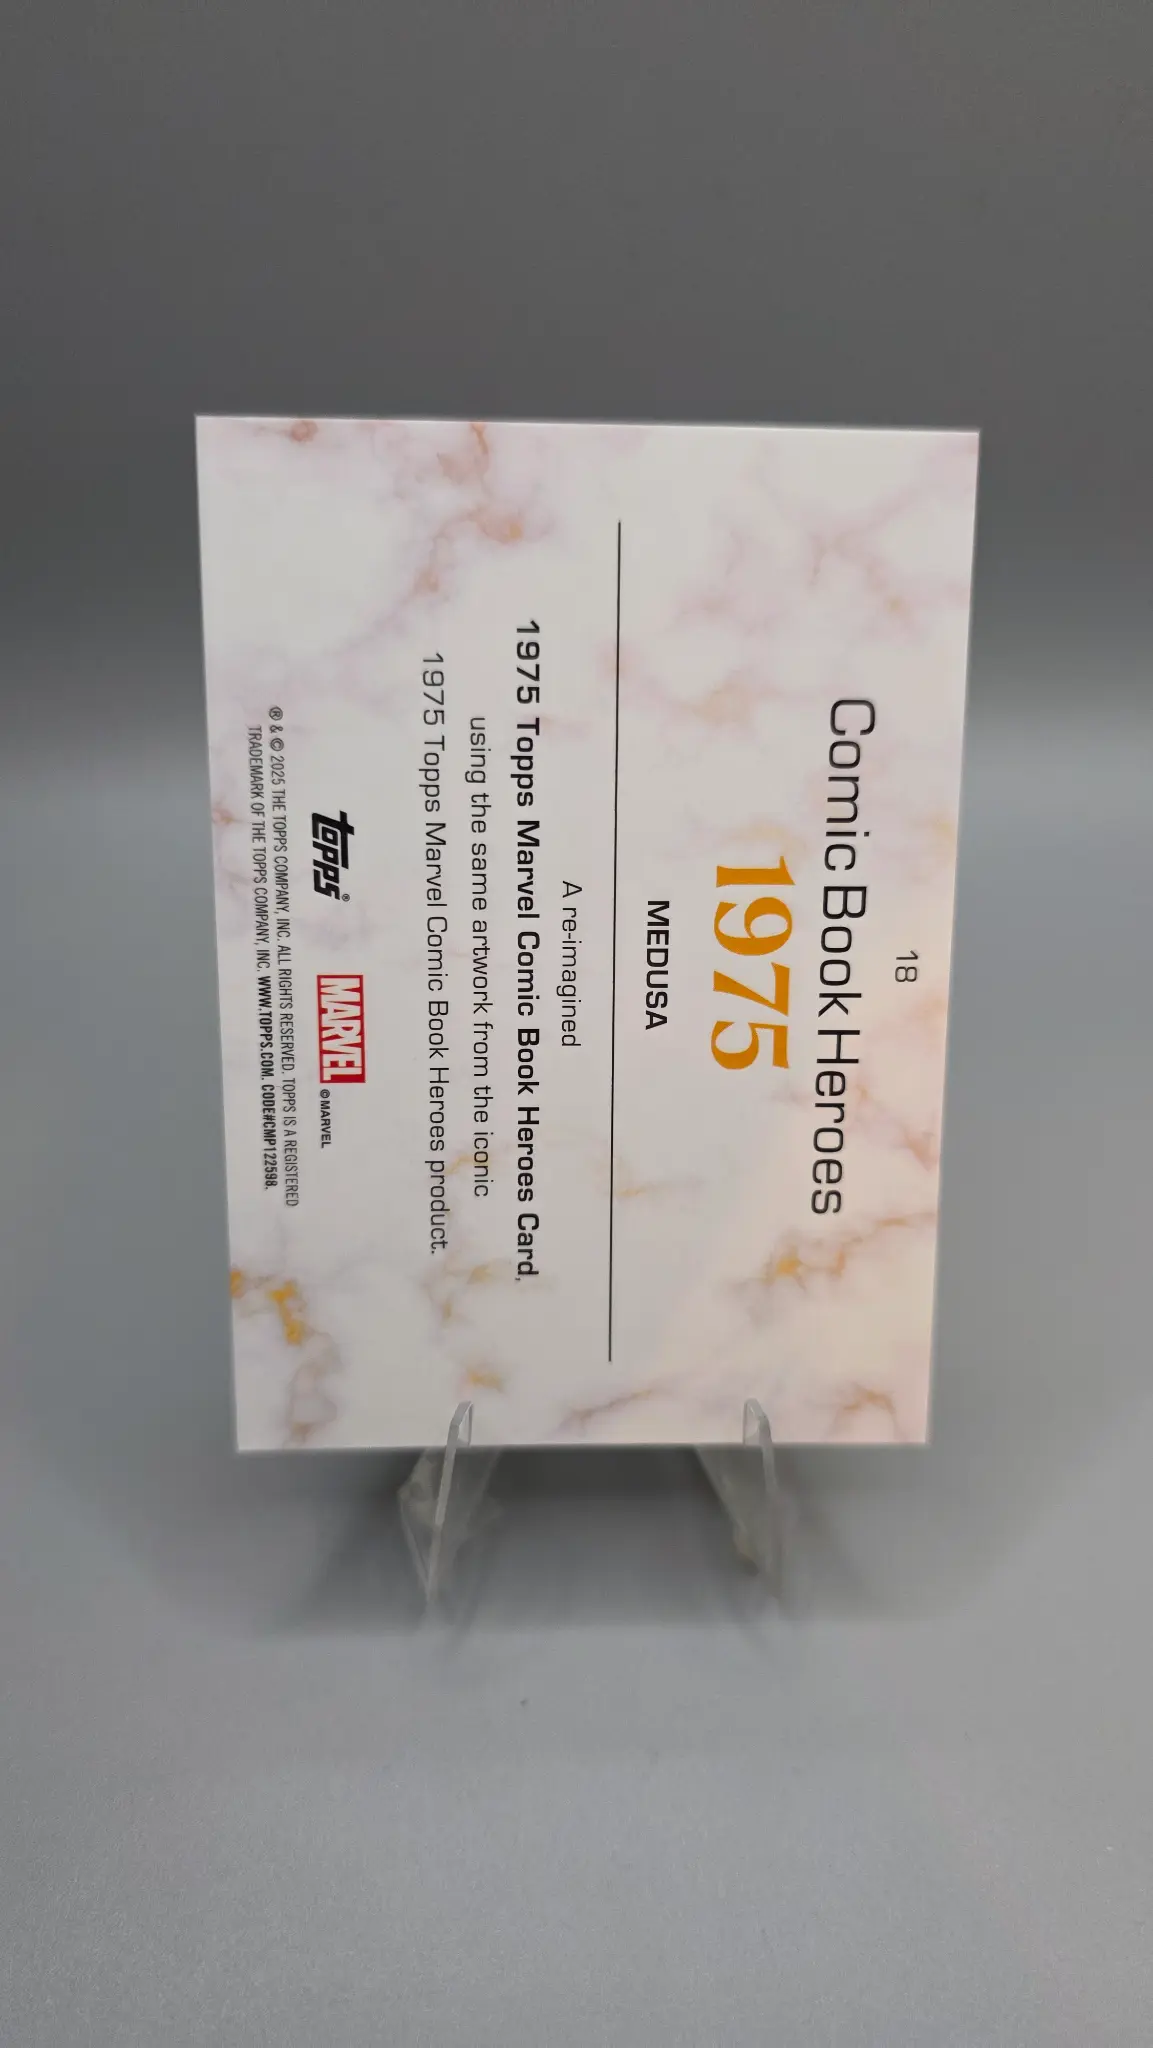 18
Comic Book Heroes
1975
MEDUSA
A re-imagined
1975 Topps Marvel Comic Book Heroes Card,
using the same artwork from the iconic
1975 Topps Marvel Comic Book Heroes product.
topps® MARVEL ©MARVEL
® & © 2025 THE TOPPS COMPANY, INC. ALL RIGHTS RESERVED. TOPPS IS A REGISTERED
TRADEMARK OF THE TOPPS COMPANY, INC. WWW.TOPPS.COM. CODE#CMP122598.